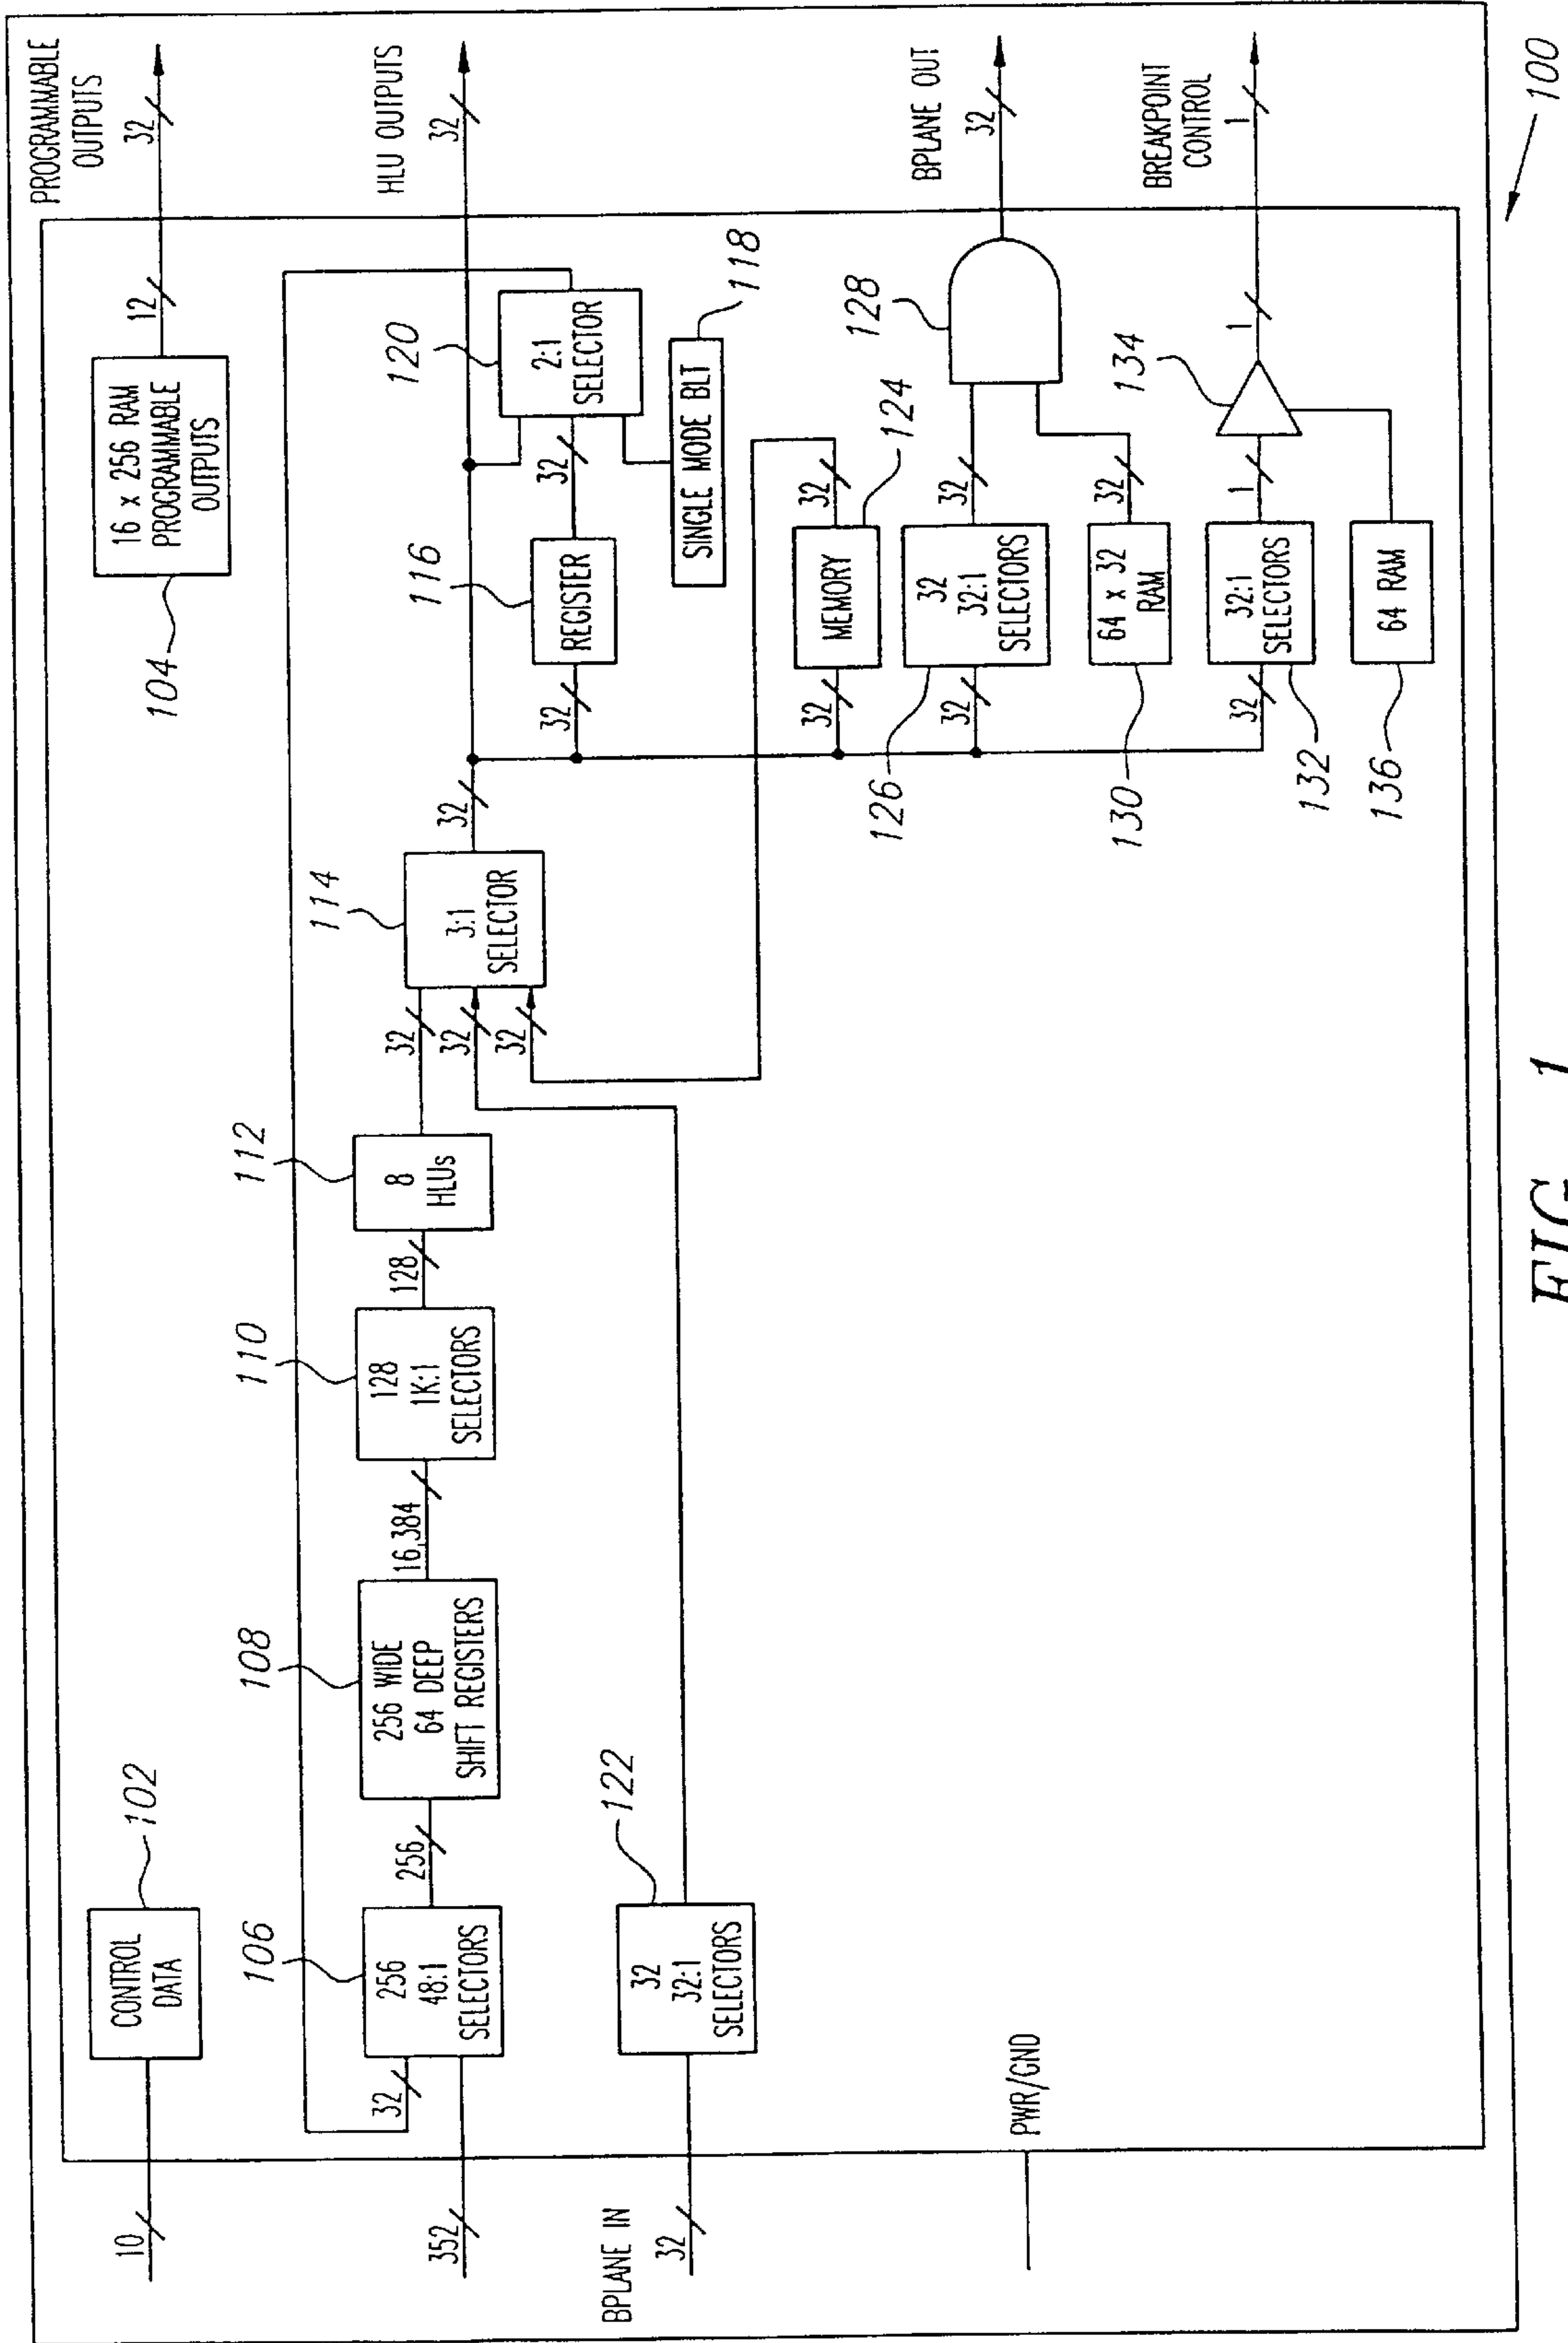 PROGRAMMABLE
OUTPUTS
32
12
16 x 256 RAM
PROGRAMMABLE
OUTPUTS
104
CONTROL
DATA
102
10
HLU OUTPUTS
32
106
256
48:1
SELECTORS
32
352
256
108
256 WIDE
64 DEEP
SHIFT REGISTERS
16,384
110
128
1K:1
SELECTORS
128
112
8
HLUs
32
32
32
114
3:1
SELECTOR
32
116
REGISTER
32
32
120
2:1
SELECTOR
SINGLE MODE BLT
118
BPLANE IN
32
122
32
32:1
SELECTORS
32
MEMORY
32
124
BPLANE OUT
32
128
126
32
32
32:1
SELECTORS
32
130
64 x 32
RAM
32
BREAKPOINT
CONTROL
1
1
134
132
32
32:1
SELECTORS
1
136
64 RAM
PWR/GND
100
FIG. 1